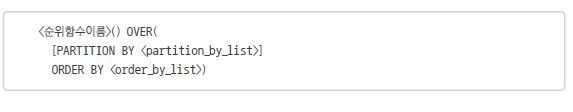 <순위함수이름>() OVER(
[PARTITION BY <partition_by_list>]
ORDER BY <order_by_list>)